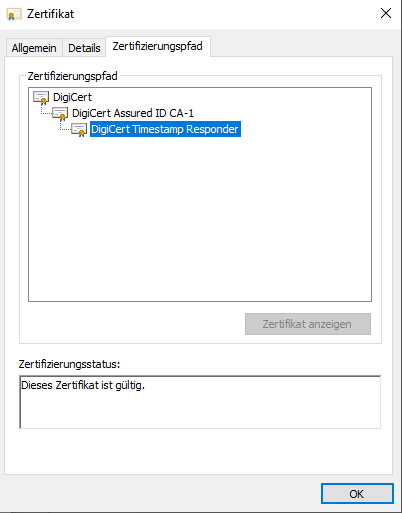 Zertifikat
Allgemein Details Zertifizierungspfad
Zertifizierungspfad
DigiCert
DigiCert Assured ID CA-1
DigiCert Timestamp Responder
Zertifikat anzeigen
Zertifizierungsstatus:
Dieses Zertifikat ist gültig.
OK